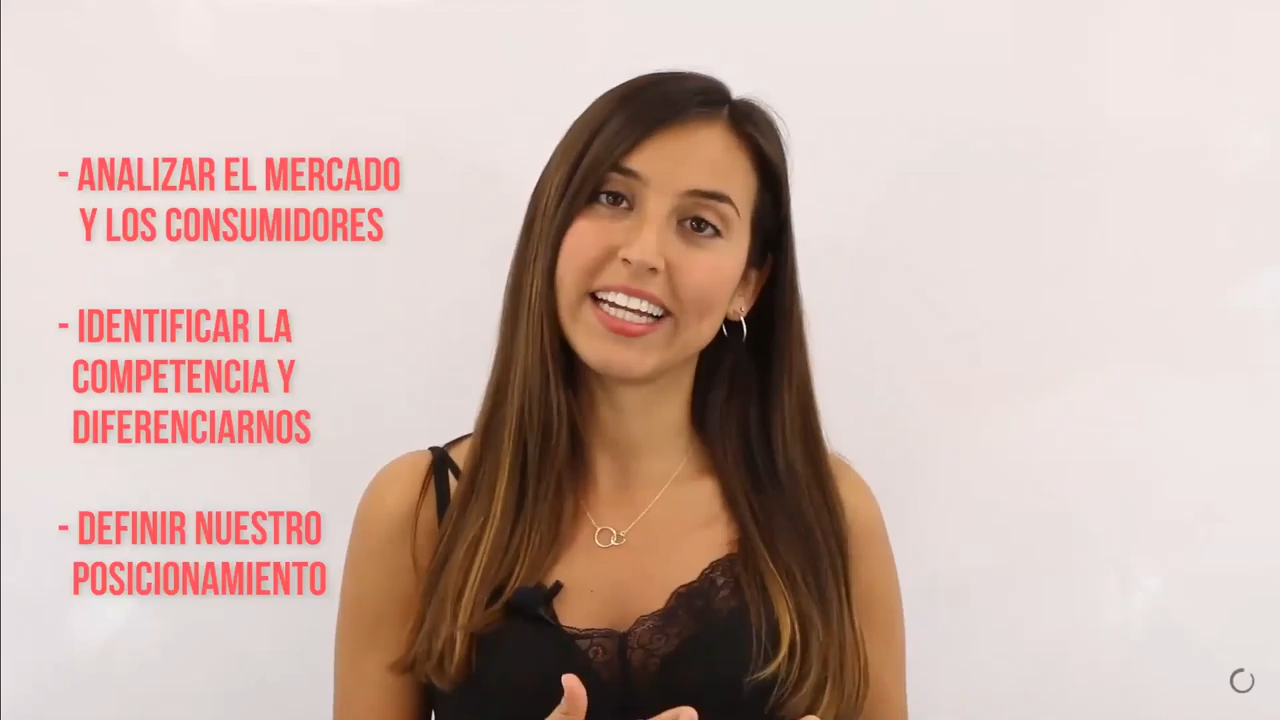 - ANALIZAR EL MERCADO
Y LOS CONSUMIDORES
- IDENTIFICAR LA
COMPETENCIA Y
DIFERENCIARNOS
- DEFINIR NUESTRO
POSICIONAMIENTO